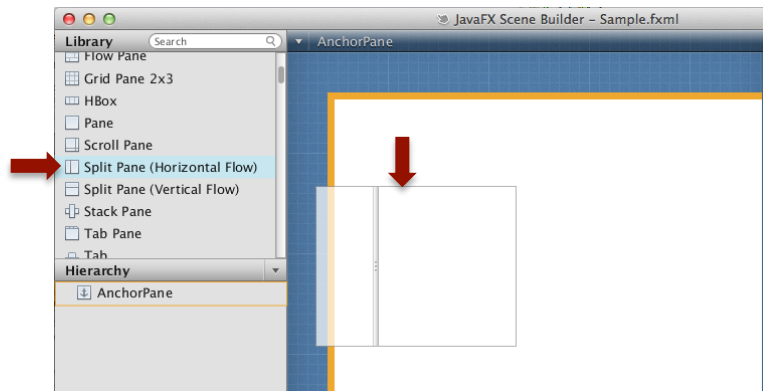 JavaFX Scene Builder – Sample.fxml
Library
Search
AnchorPane
Flow Pane
Grid Pane 2x3
HBox
Pane
Scroll Pane
Split Pane (Horizontal Flow)
Split Pane (Vertical Flow)
Stack Pane
Tab Pane
Tab
Hierarchy
AnchorPane